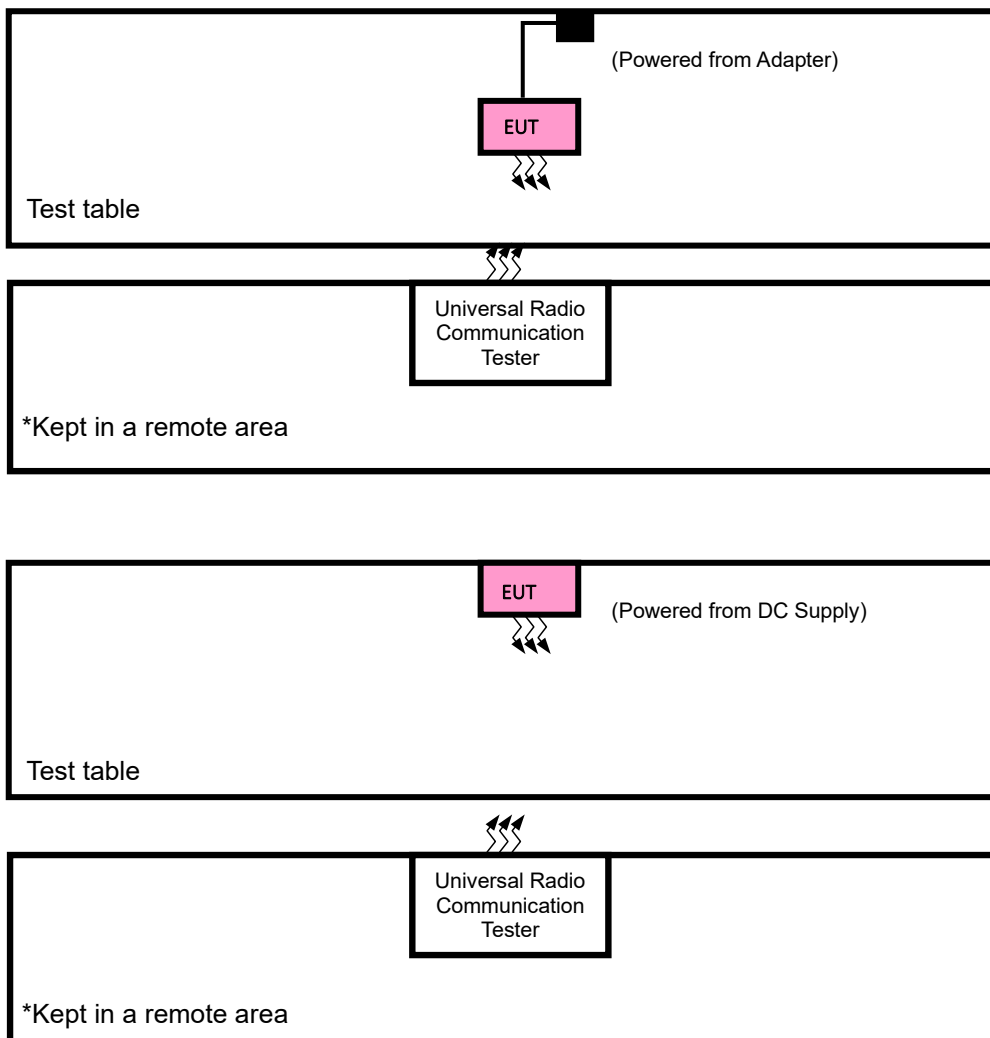 (Powered from Adapter)
EUT
Test table
Universal Radio
Communication
Tester
*Kept in a remote area
EUT
(Powered from DC Supply)
Test table
Universal Radio
Communication
Tester
*Kept in a remote area